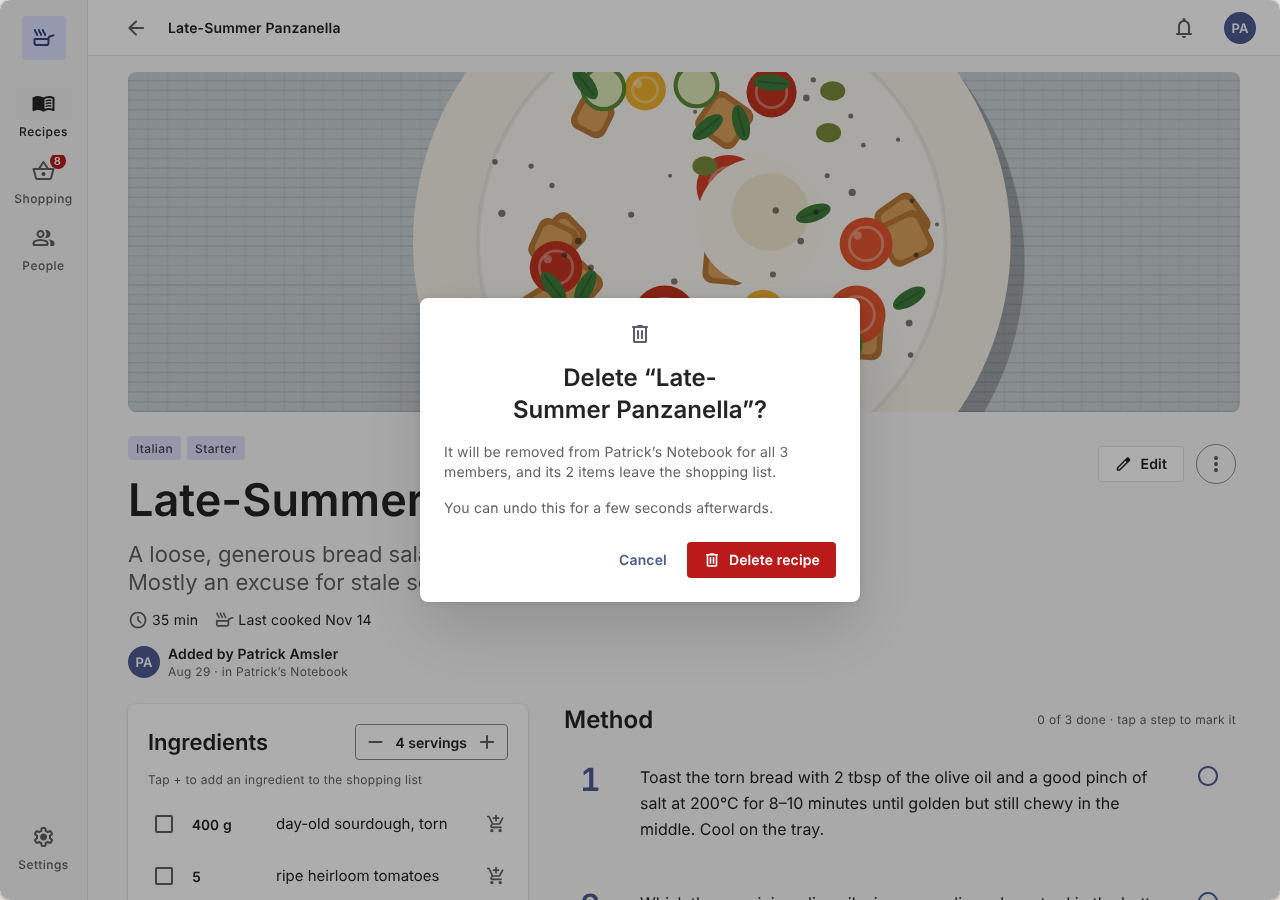 Late-Summer Panzanella
PA
Recipes
8
Shopping
People
Settings
Italian
Starter
Edit
Late-Summer
A loose, generous bread
Mostly an excuse for stale
35 min
Last cooked Nov 14
PA
Added by Patrick Amsler
Aug 29 · in Patrick’s Notebook
Delete “Late-
Summer Panzanella”?
It will be removed from Patrick’s Notebook for all 3
members, and its 2 items leave the shopping list.
You can undo this for a few seconds afterwards.
Cancel
Delete recipe
Ingredients
4 servings
Tap + to add an ingredient to the shopping list
400 g
day-old sourdough, torn
5
ripe heirloom tomatoes
Method
0 of 3 done · tap a step to mark it
1
Toast the torn bread with 2 tbsp of the olive oil and a good pinch of
salt at 200°C for 8–10 minutes until golden but still chewy in the
middle. Cool on the tray.